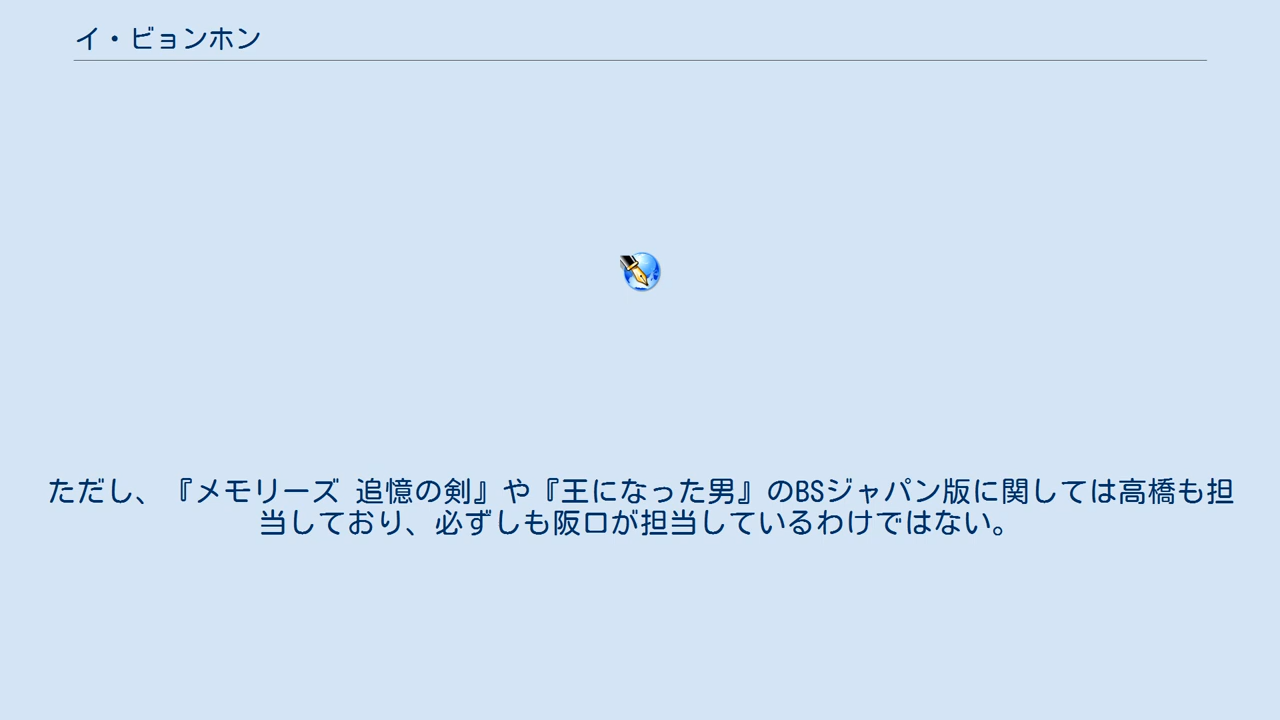 イ・ビョンホン
ただし、『メモリーズ 追憶の剣』や『王になった男』のBSジャパン版に関しては高橋も担
当しており、必ずしも阪口が担当しているわけではない。